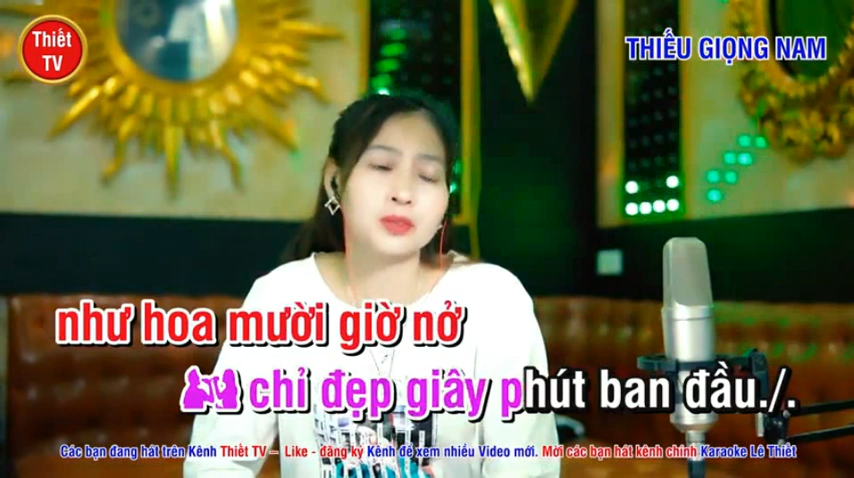 Thiết
TV
THIẾU GIỌNG NAM
như hoa mười giờ nở
chỉ đẹp giây phút ban đầu./.
Các bạn đang hát trên Kênh Thiết TV – Like - đăng ký Kênh để xem nhiều Video mới. Mời các bạn hát kênh chính Karaoke Lê Thiết